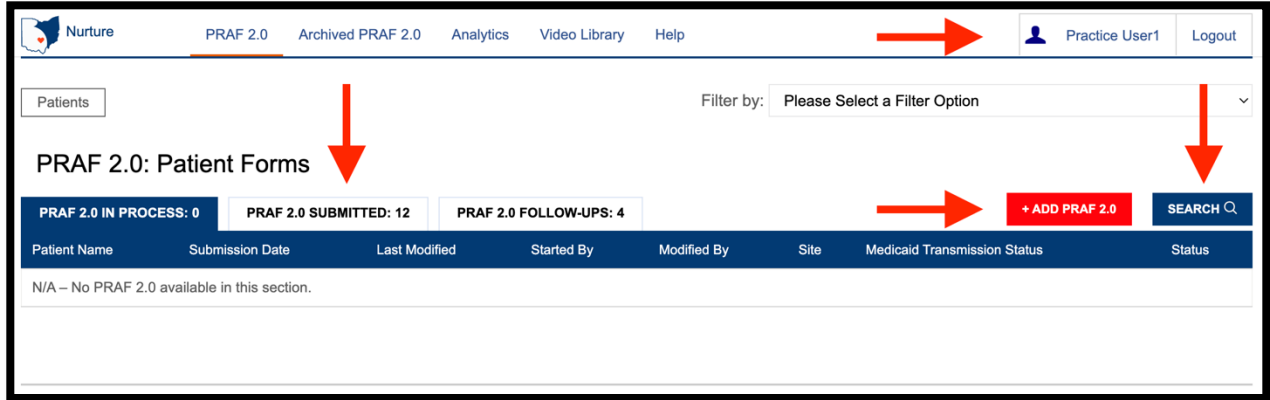 Nurture PRAF 2.0 Archived PRAF 2.0 Analytics Video Library Help Practice User1 Logout
Patients Filter by: Please Select a Filter Option
PRAF 2.0: Patient Forms
PRAF 2.0 IN PROCESS: 0 PRAF 2.0 SUBMITTED: 12 PRAF 2.0 FOLLOW-UPS: 4 + ADD PRAF 2.0 SEARCH
Patient Name Submission Date Last Modified Started By Modified By Site Medicaid Transmission Status Status
N/A – No PRAF 2.0 available in this section.